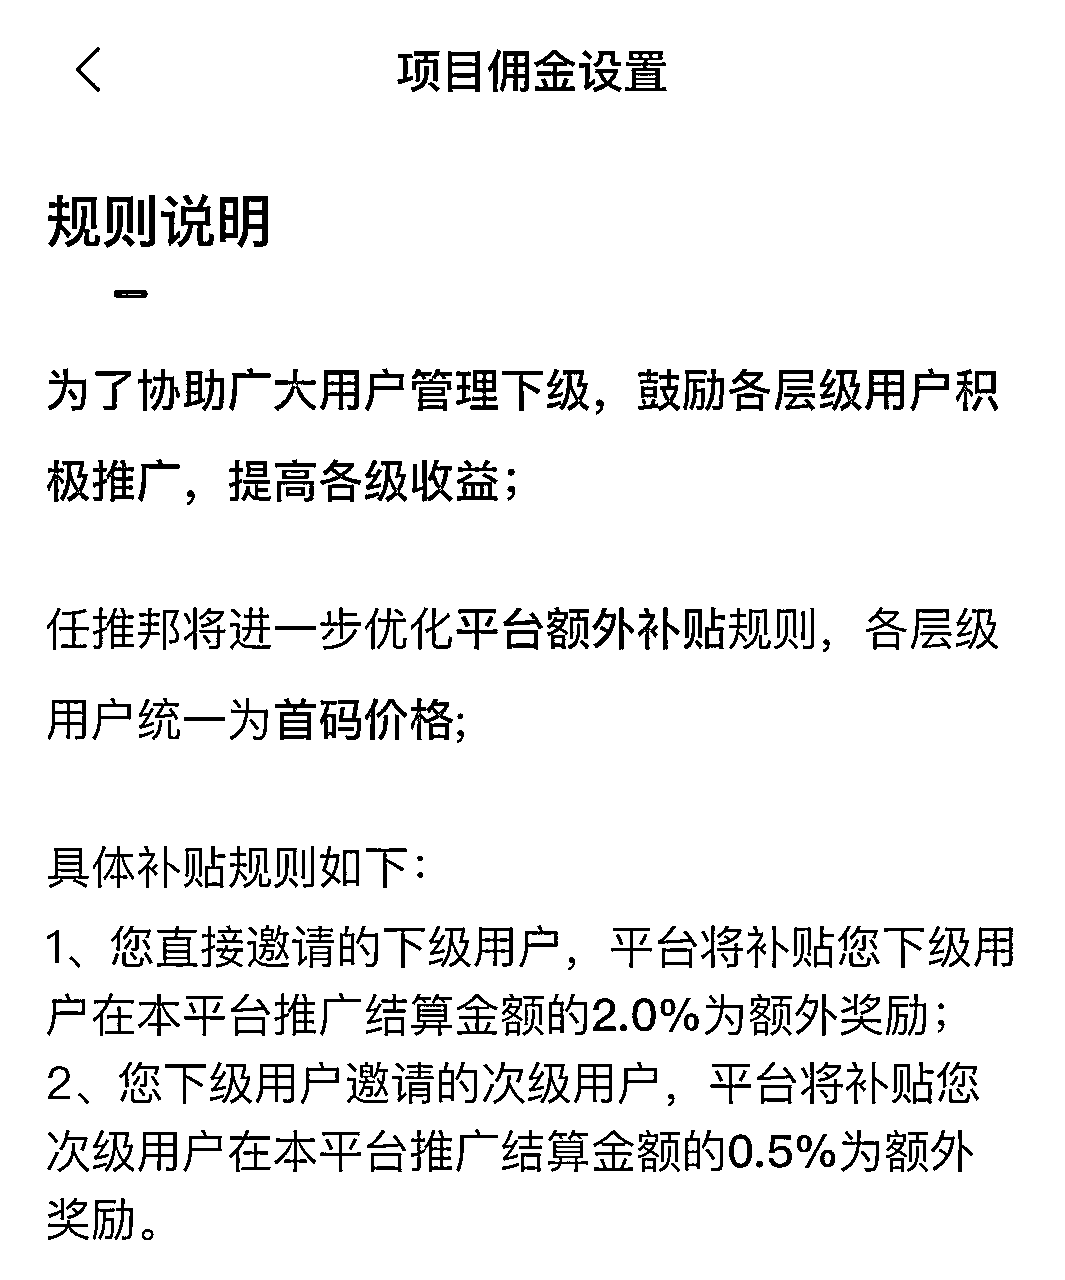 项目佣金设置
规则说明
为了协助广大用户管理下级，鼓励各层级用户积
极推广，提高各级收益；
任推邦将进一步优化平台额外补贴规则，各层级
用户统一为首码价格;
具体补贴规则如下：
1、您直接邀请的下级用户，平台将补贴您下级用
户在本平台推广结算金额的2.0%为额外奖励；
2、您下级用户邀请的次级用户，平台将补贴您
次级用户在本平台推广结算金额的0.5%为额外
奖励。